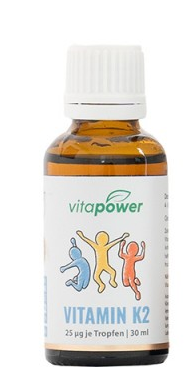 vitapower
VITAMIN K2
25 µg je Tropfen | 30 ml